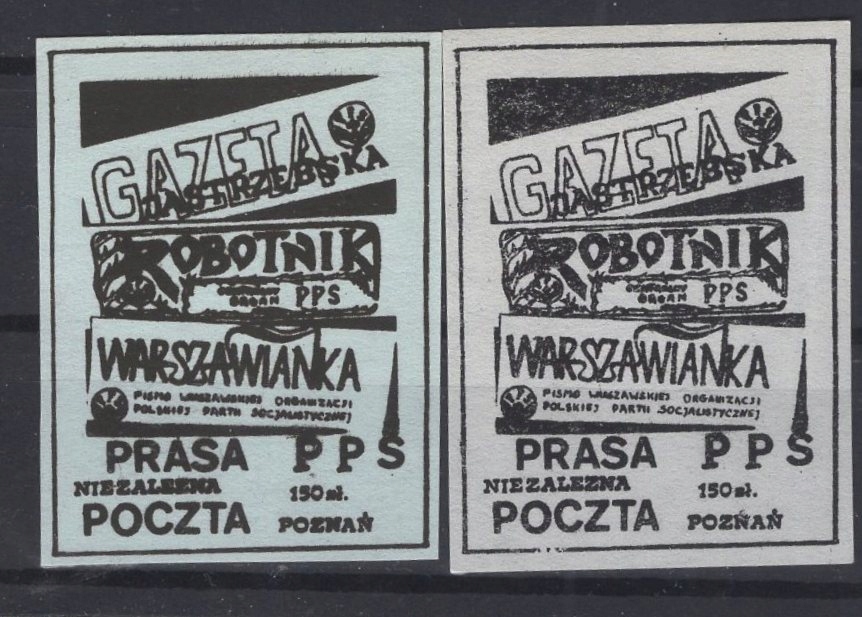 GAZETA
JASTRZĘBSKA
ROBOTNIK
CENTRALNY
ORGAN PPS
WARSZAWIANKA
PISMO WARSZAWSKIEJ ORGANIZACJI
POLSKIEJ PARTII SOCJALISTYCZNEJ
PRASA PPS
NIEZALEZNA 150 zł.
POCZTA POZNAŃ
GAZETA
JASTRZĘBSKA
ROBOTNIK
CENTRALNY
ORGAN PPS
WARSZAWIANKA
PISMO WARSZAWSKIEJ ORGANIZACJI
POLSKIEJ PARTII SOCJALISTYCZNEJ
PRASA PPS
NIEZALEZNA 150 zł.
POCZTA POZNAŃ